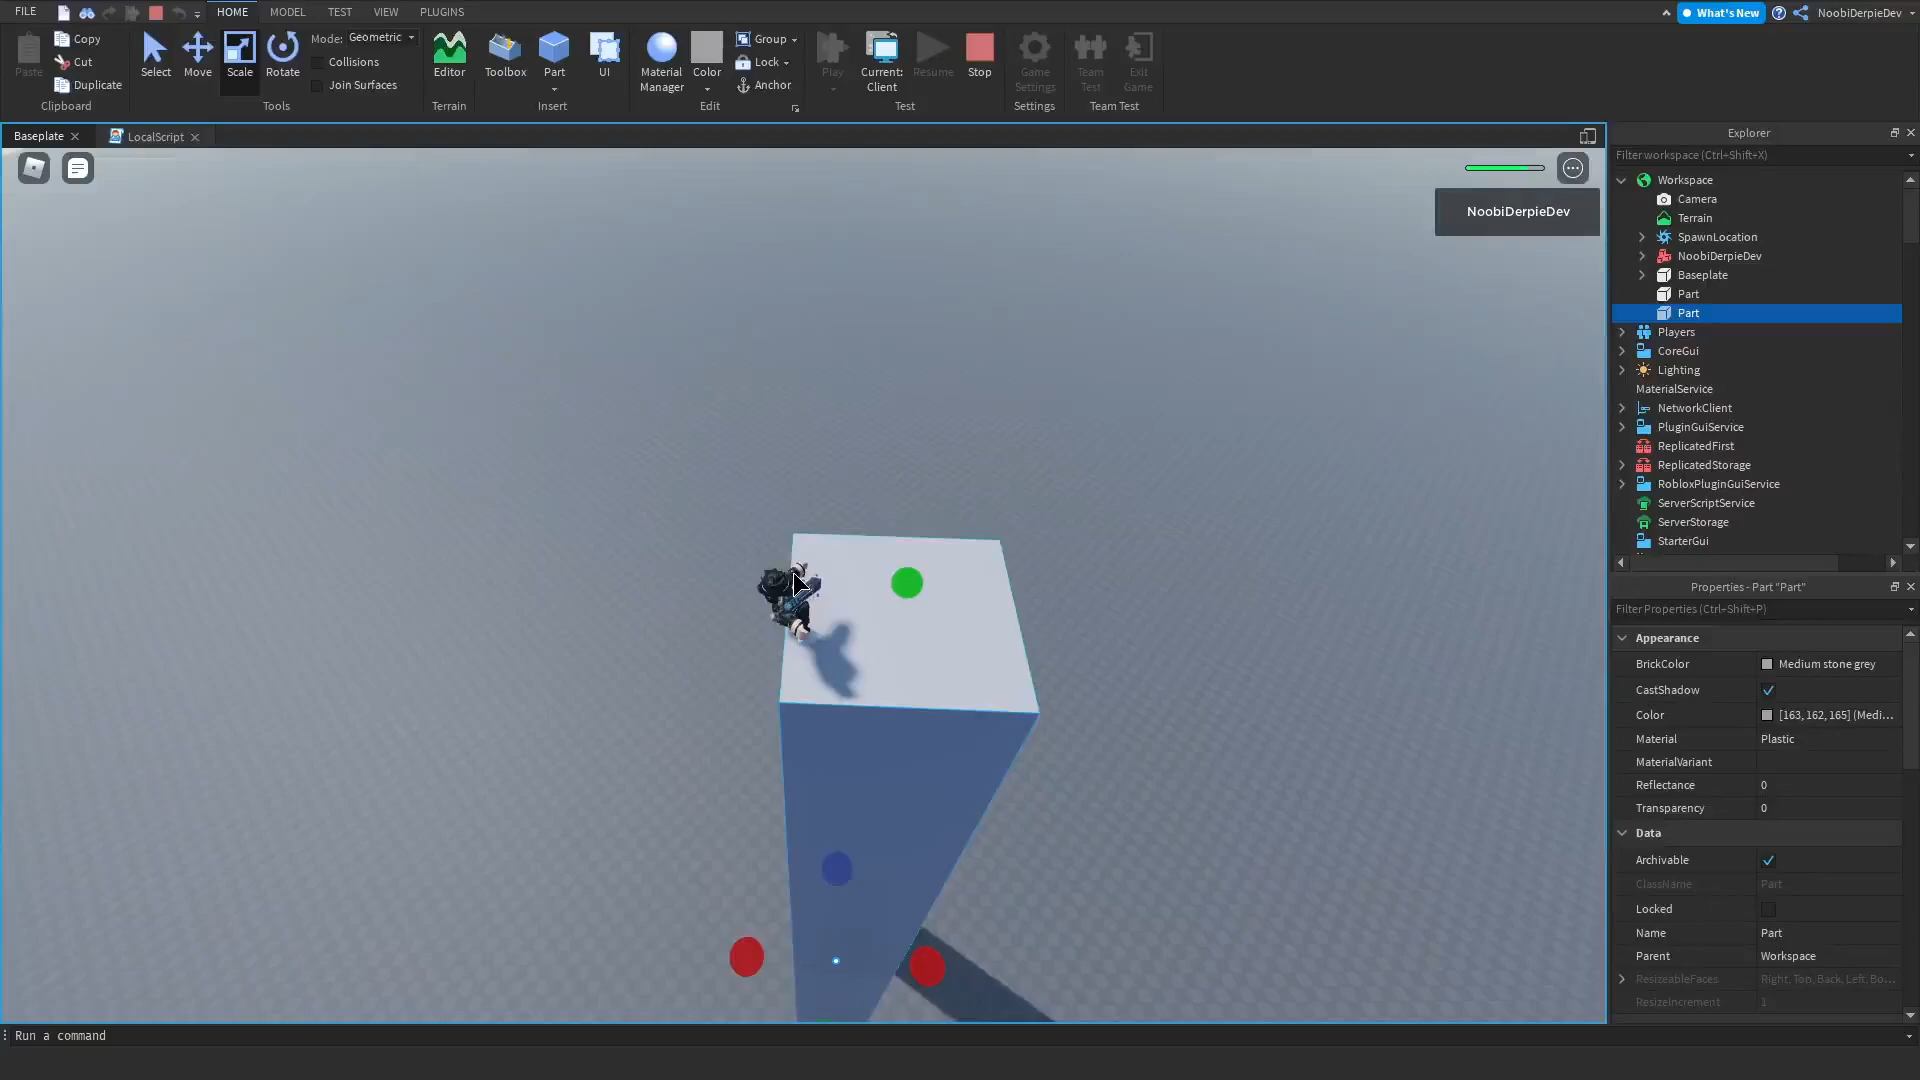 FILE HOME MODEL TEST VIEW PLUGINS What's New NoobiDerpieDev
Paste Copy Cut Duplicate Clipboard
Select Move Scale Rotate Mode: Geometric Collisions Join Surfaces Tools
Editor Terrain
Toolbox Part UI Insert
Material Manager Color Group Lock Anchor Edit
Play Current: Client Resume Stop Test
Game Settings Settings
Team Test Exit Game Team Test
Baseplate LocalScript
NoobiDerpieDev
Explorer
Filter workspace (Ctrl+Shift+X)
Workspace
Camera
Terrain
SpawnLocation
NoobiDerpieDev
Baseplate
Part
Part
Players
CoreGui
Lighting
MaterialService
NetworkClient
PluginGuiService
ReplicatedFirst
ReplicatedStorage
RobloxPluginGuiService
ServerScriptService
ServerStorage
StarterGui
Properties - Part "Part"
Filter Properties (Ctrl+Shift+P)
Appearance
BrickColor Medium stone grey
CastShadow
Color [163, 162, 165] (Medi...
Material Plastic
MaterialVariant
Reflectance 0
Transparency 0
Data
Archivable
ClassName Part
Locked
Name Part
Parent Workspace
ResizeableFaces Right, Top, Back, Left, Bo...
ResizeIncrement 1
Run a command